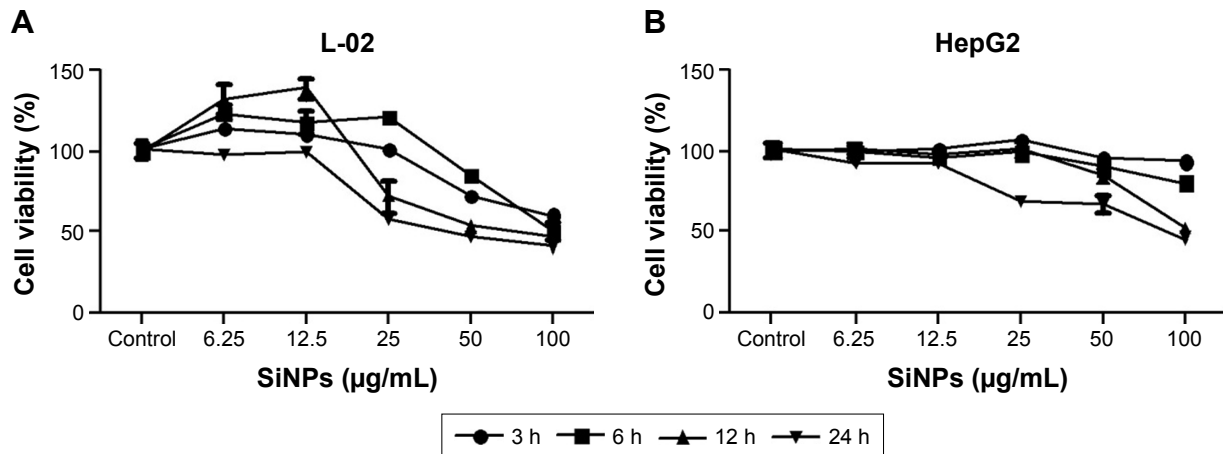 A
L-02
Cell viability (%)
150
100
50
0
Control 6.25 12.5 25 50 100
SiNPs (µg/mL)
B
HepG2
Cell viability (%)
150
100
50
0
Control 6.25 12.5 25 50 100
SiNPs (µg/mL)
3 h 6 h 12 h 24 h